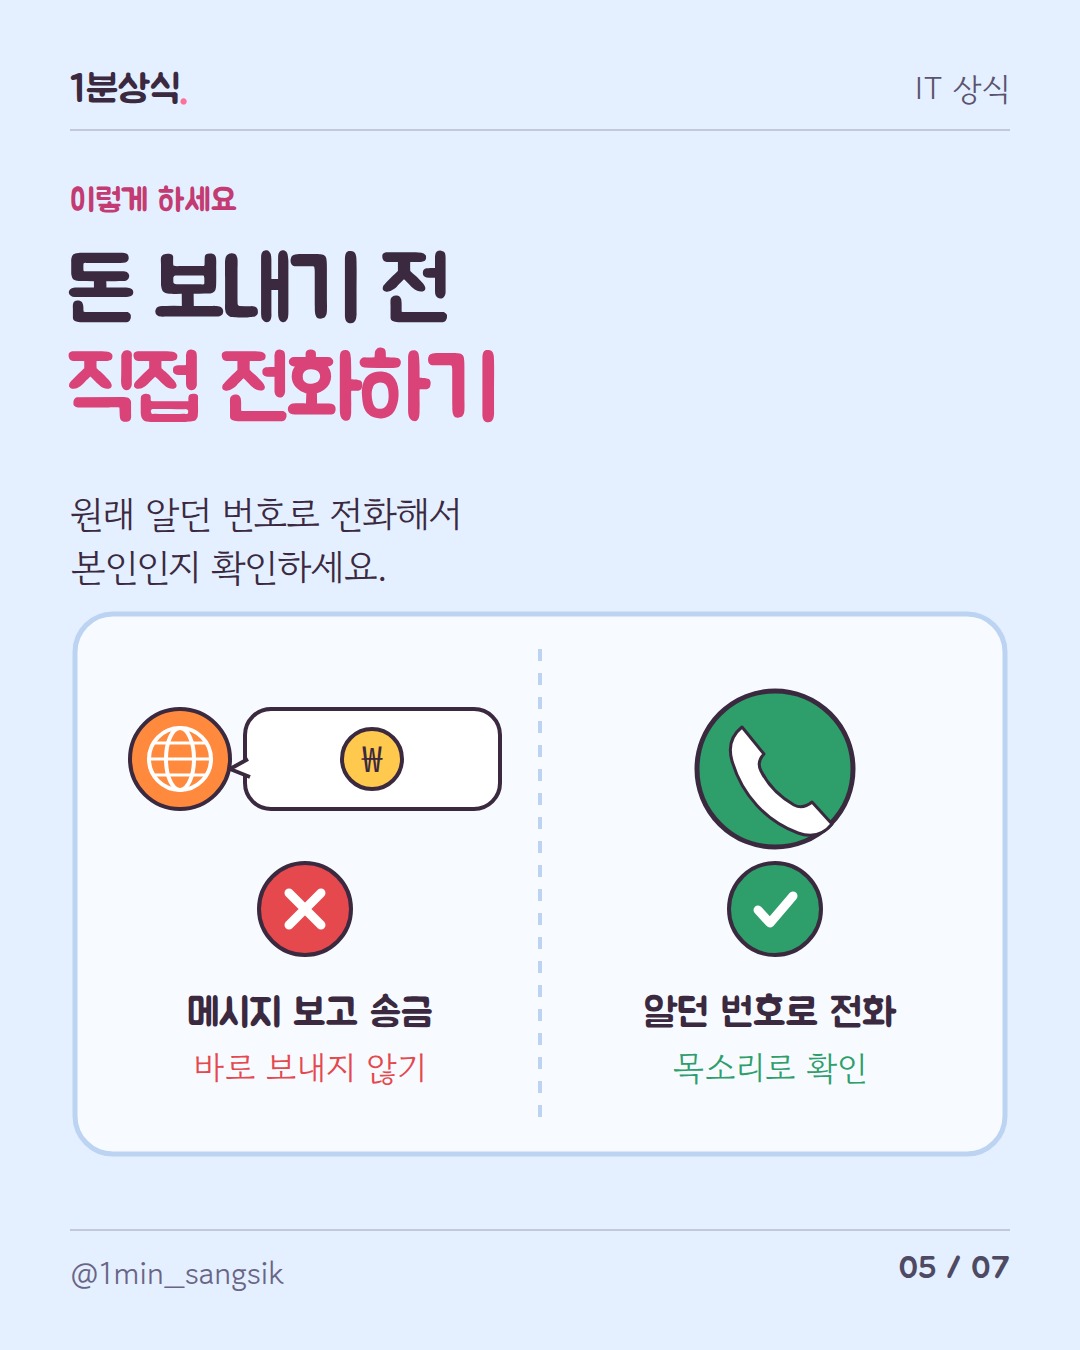 1분상식.
IT 상식
이렇게 하세요
돈 보내기 전
직접 전화하기
원래 알던 번호로 전화해서
본인인지 확인하세요.
₩
메시지 보고 송금
바로 보내지 않기
알던 번호로 전화
목소리로 확인
@1min_sangsik
05 / 07